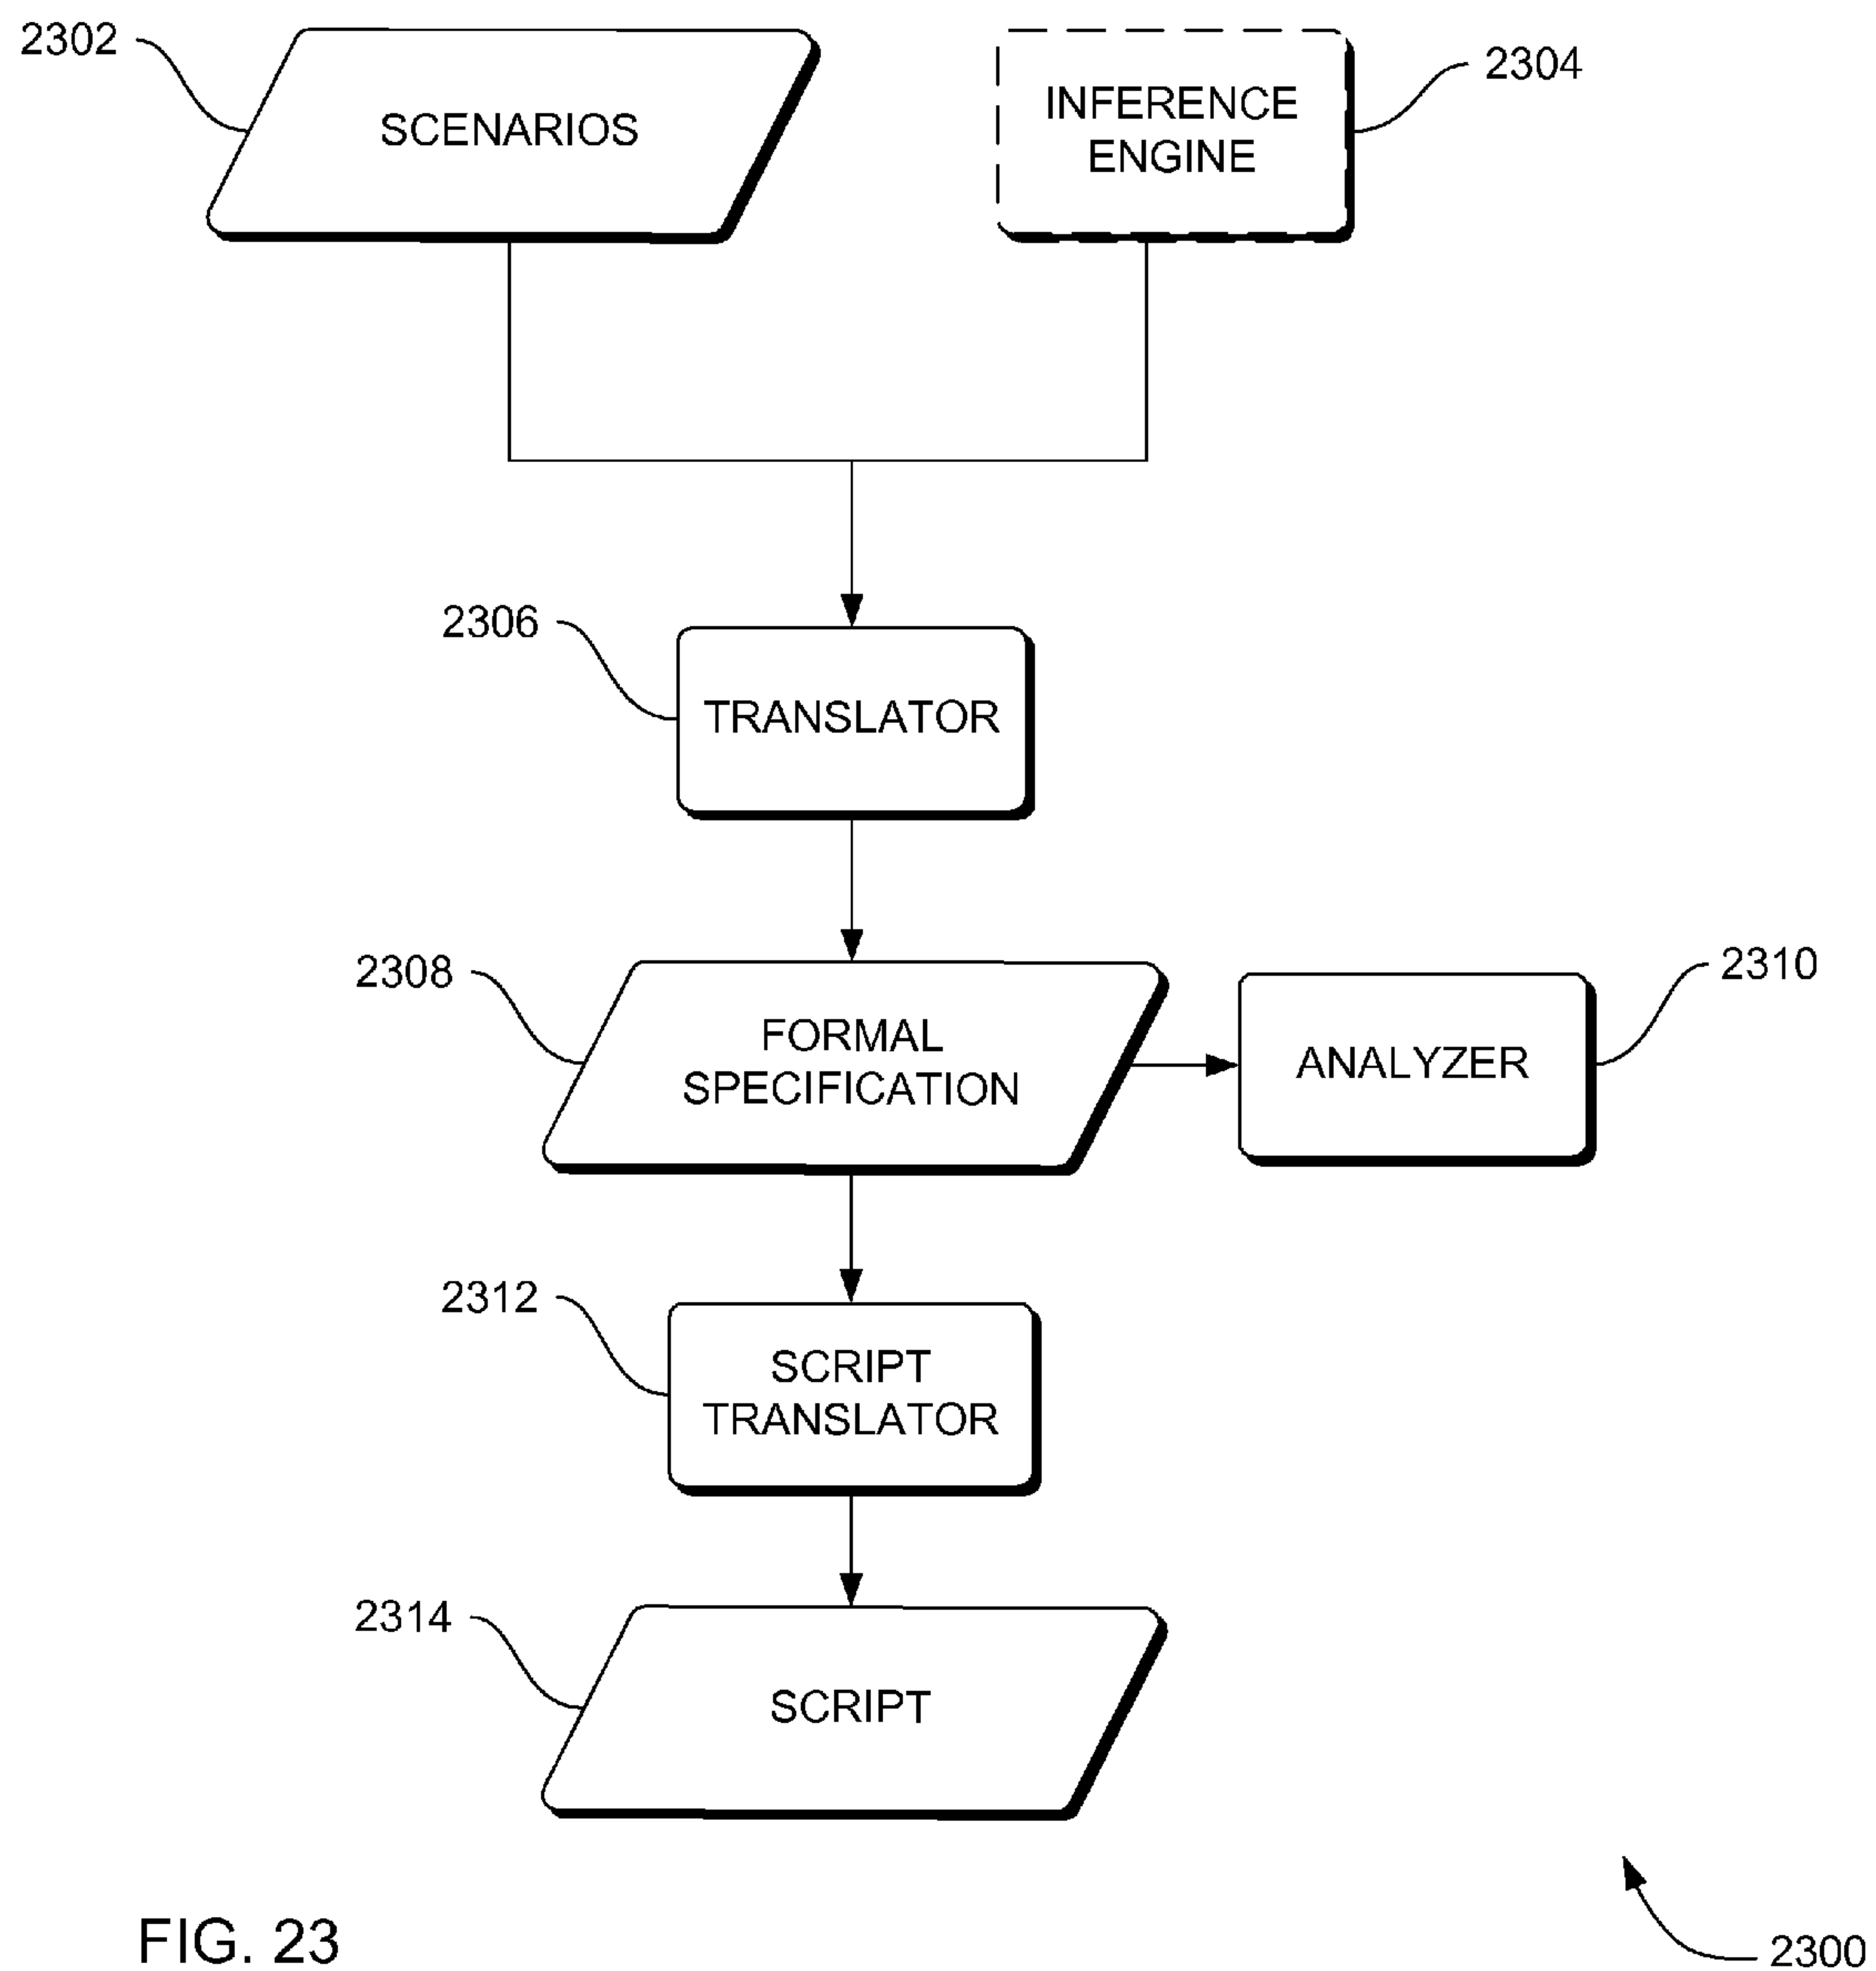 2302
SCENARIOS
INFERENCE
ENGINE
2304
2306
TRANSLATOR
2308
FORMAL
SPECIFICATION
ANALYZER
2310
2312
SCRIPT
TRANSLATOR
2314
SCRIPT
FIG. 23
2300